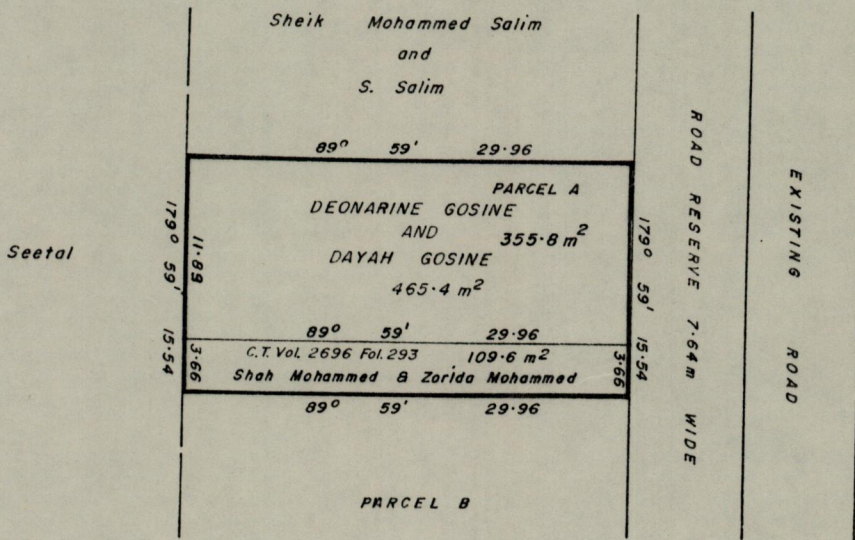 Sheik Mohammed Salim
and
S. Salim
89° 59' 29·96
PARCEL A
DEONARINE GOSINE
AND 355·8 m²
DAYAH GOSINE
465·4 m²
Seetal
179° 59' 15·54
11·89
3·66
89° 59' 29·96
C.T. Vol. 2696 Fol. 293 109·6 m²
Shah Mohammed & Zorida Mohammed
3·66
89° 59' 29·96
179° 59' 15·54
ROAD RESERVE 7·64m WIDE
EXISTING ROAD
PARCEL B